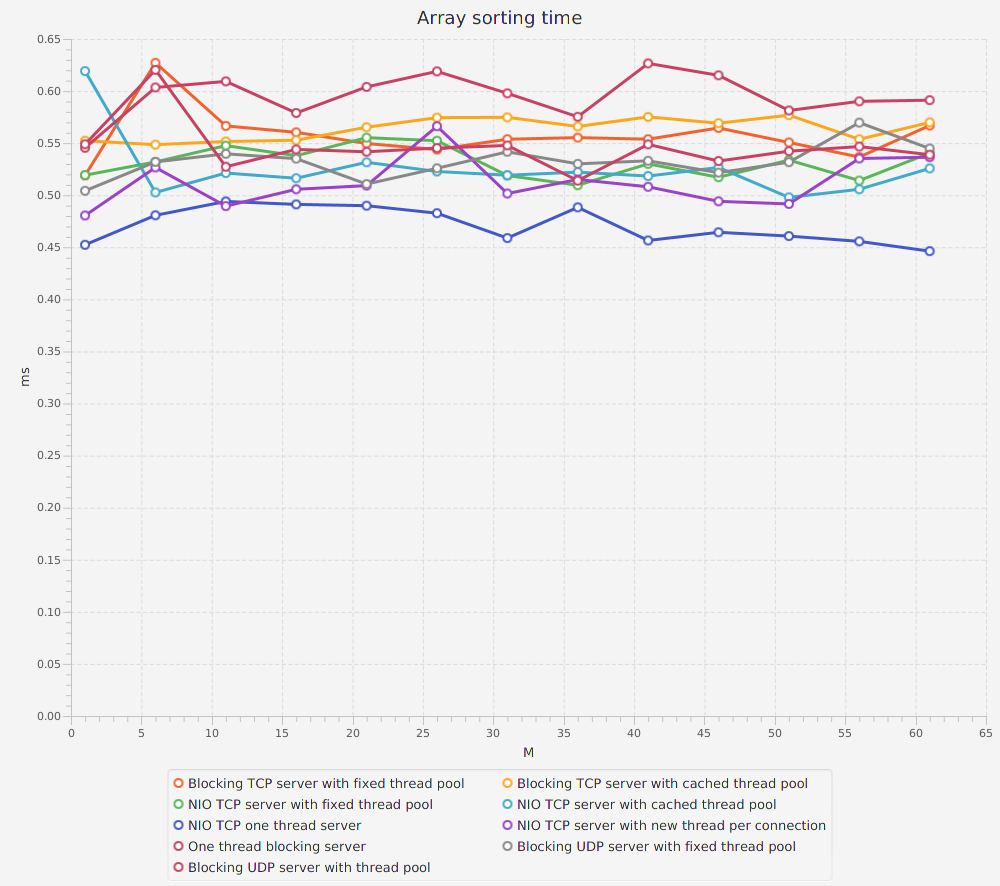 Array sorting time
0.65
0.60
0.55
0.50
0.45
0.40
0.35
0.30
0.25
0.20
0.15
0.10
0.05
0.00
ms
0 5 10 15 20 25 30 35 40 45 50 55 60 65
M
Blocking TCP server with fixed thread pool Blocking TCP server with cached thread pool
NIO TCP server with fixed thread pool NIO TCP server with cached thread pool
NIO TCP one thread server NIO TCP server with new thread per connection
One thread blocking server Blocking UDP server with fixed thread pool
Blocking UDP server with thread pool